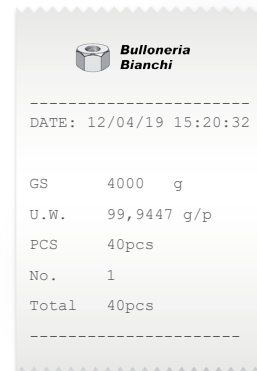 Bulloneria
Bianchi
-----------------------
DATE: 12/04/19 15:20:32
GS 4000 g
U.W. 99,9447 g/p
PCS 40pcs
No. 1
Total 40pcs
----------------------